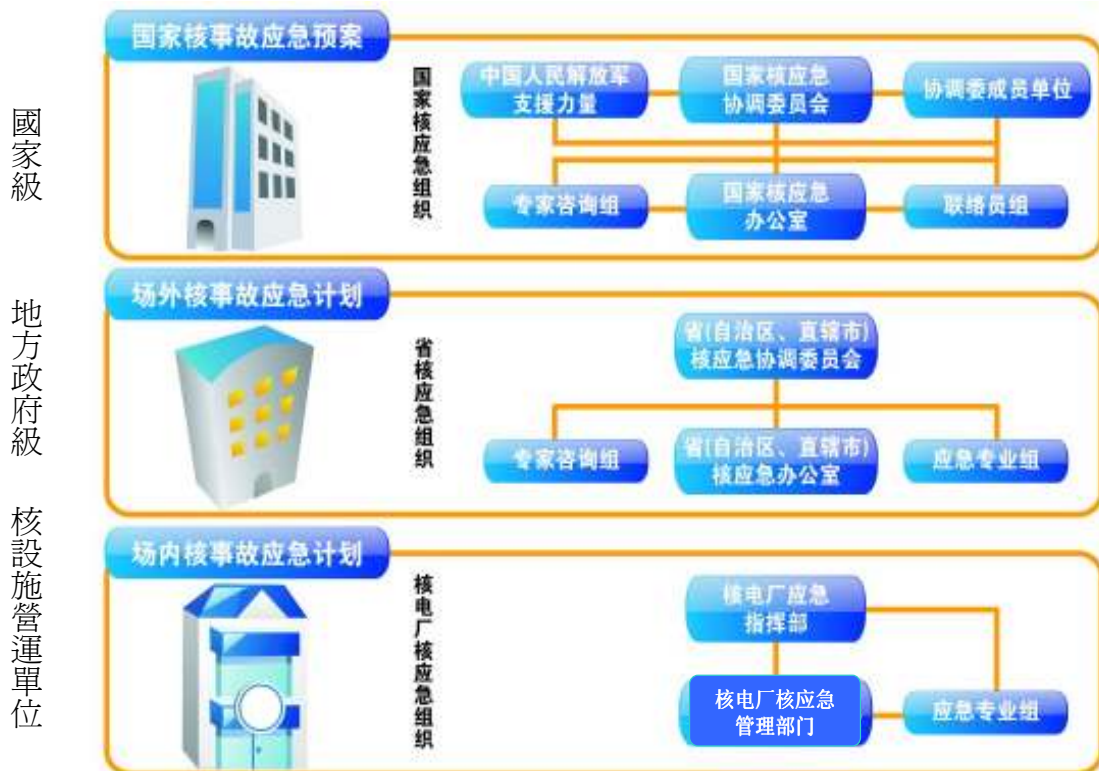 國家級
国家核事故应急预案
国家核应急组织
中国人民解放军
支援力量
国家核应急
协调委员会
协调委成员单位
专家咨询组
国家核应急
办公室
联络员组
地方政府級
场外核事故应急计划
省核应急组织
省(自治区、直辖市)
核应急协调委员会
专家咨询组
省(自治区、直辖市)
核应急办公室
应急专业组
核設施營運單位
场内核事故应急计划
核电厂核应急组织
核电厂应急
指挥部
核电厂核应急
管理部门
应急专业组